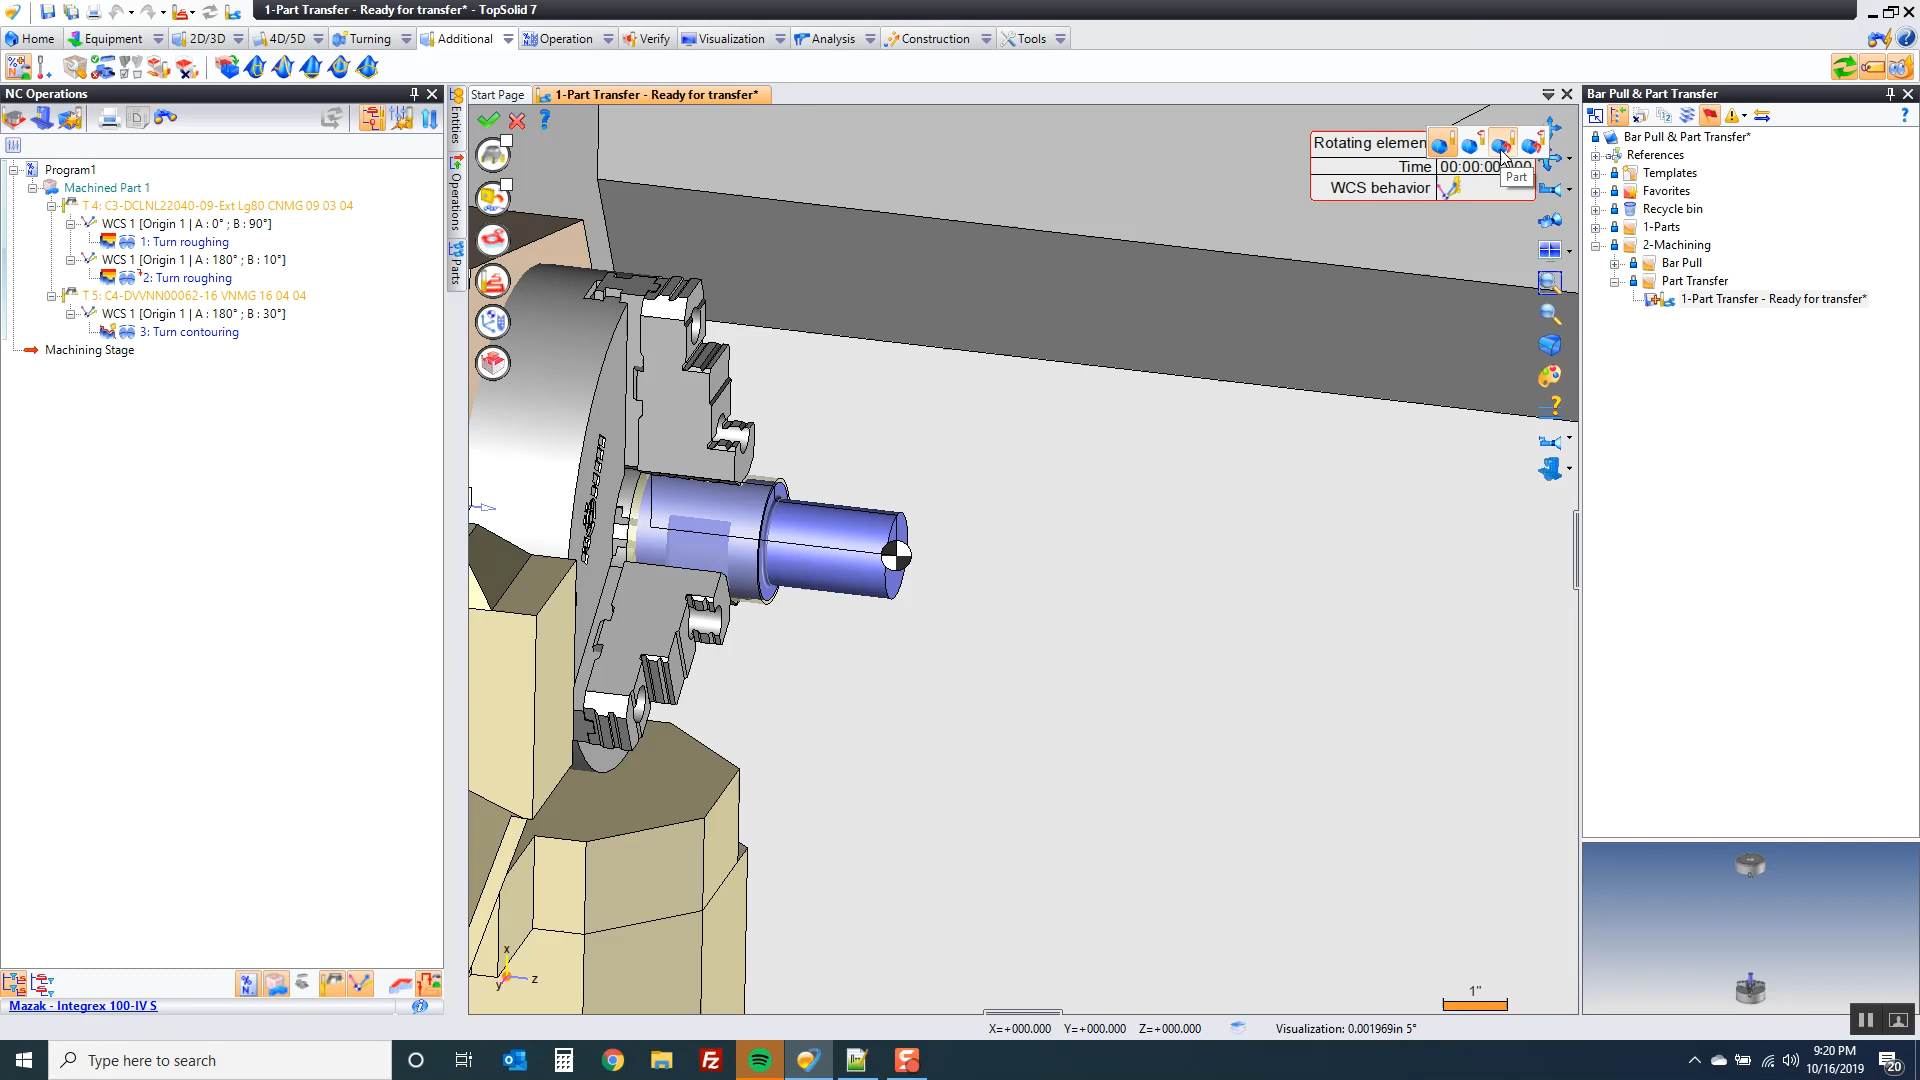 1-Part Transfer - Ready for transfer* - TopSolid 7
Home Equipment 2D/3D 4D/5D Turning Additional Operation Verify Visualization Analysis Construction Tools
NC Operations
Program1
Machined Part 1
T 4: C3-DCLNL22040-09-Ext Lg80 CNMG 09 03 04
WCS 1 [Origin 1 | A : 0° ; B : 90°]
1: Turn roughing
WCS 1 [Origin 1 | A : 180° ; B : 10°]
2: Turn roughing
T 5: C4-DVVNN00062-16 VNMG 16 04 04
WCS 1 [Origin 1 | A : 180° ; B : 30°]
3: Turn contouring
Machining Stage
Mazak - Integrex 100-IV S
Entities
Operations
Parts
Start Page 1-Part Transfer - Ready for transfer*
Rotating elemen
Time 00:00:00.000
WCS behavior
Part
x
z
y
1"
X=+000.000 Y=+000.000 Z=+000.000 Visualization: 0.001969in 5°
Bar Pull & Part Transfer
Bar Pull & Part Transfer*
References
Templates
Favorites
Recycle bin
1-Parts
2-Machining
Bar Pull
Part Transfer
1-Part Transfer - Ready for transfer*
Type here to search
9:20 PM
10/16/2019
20